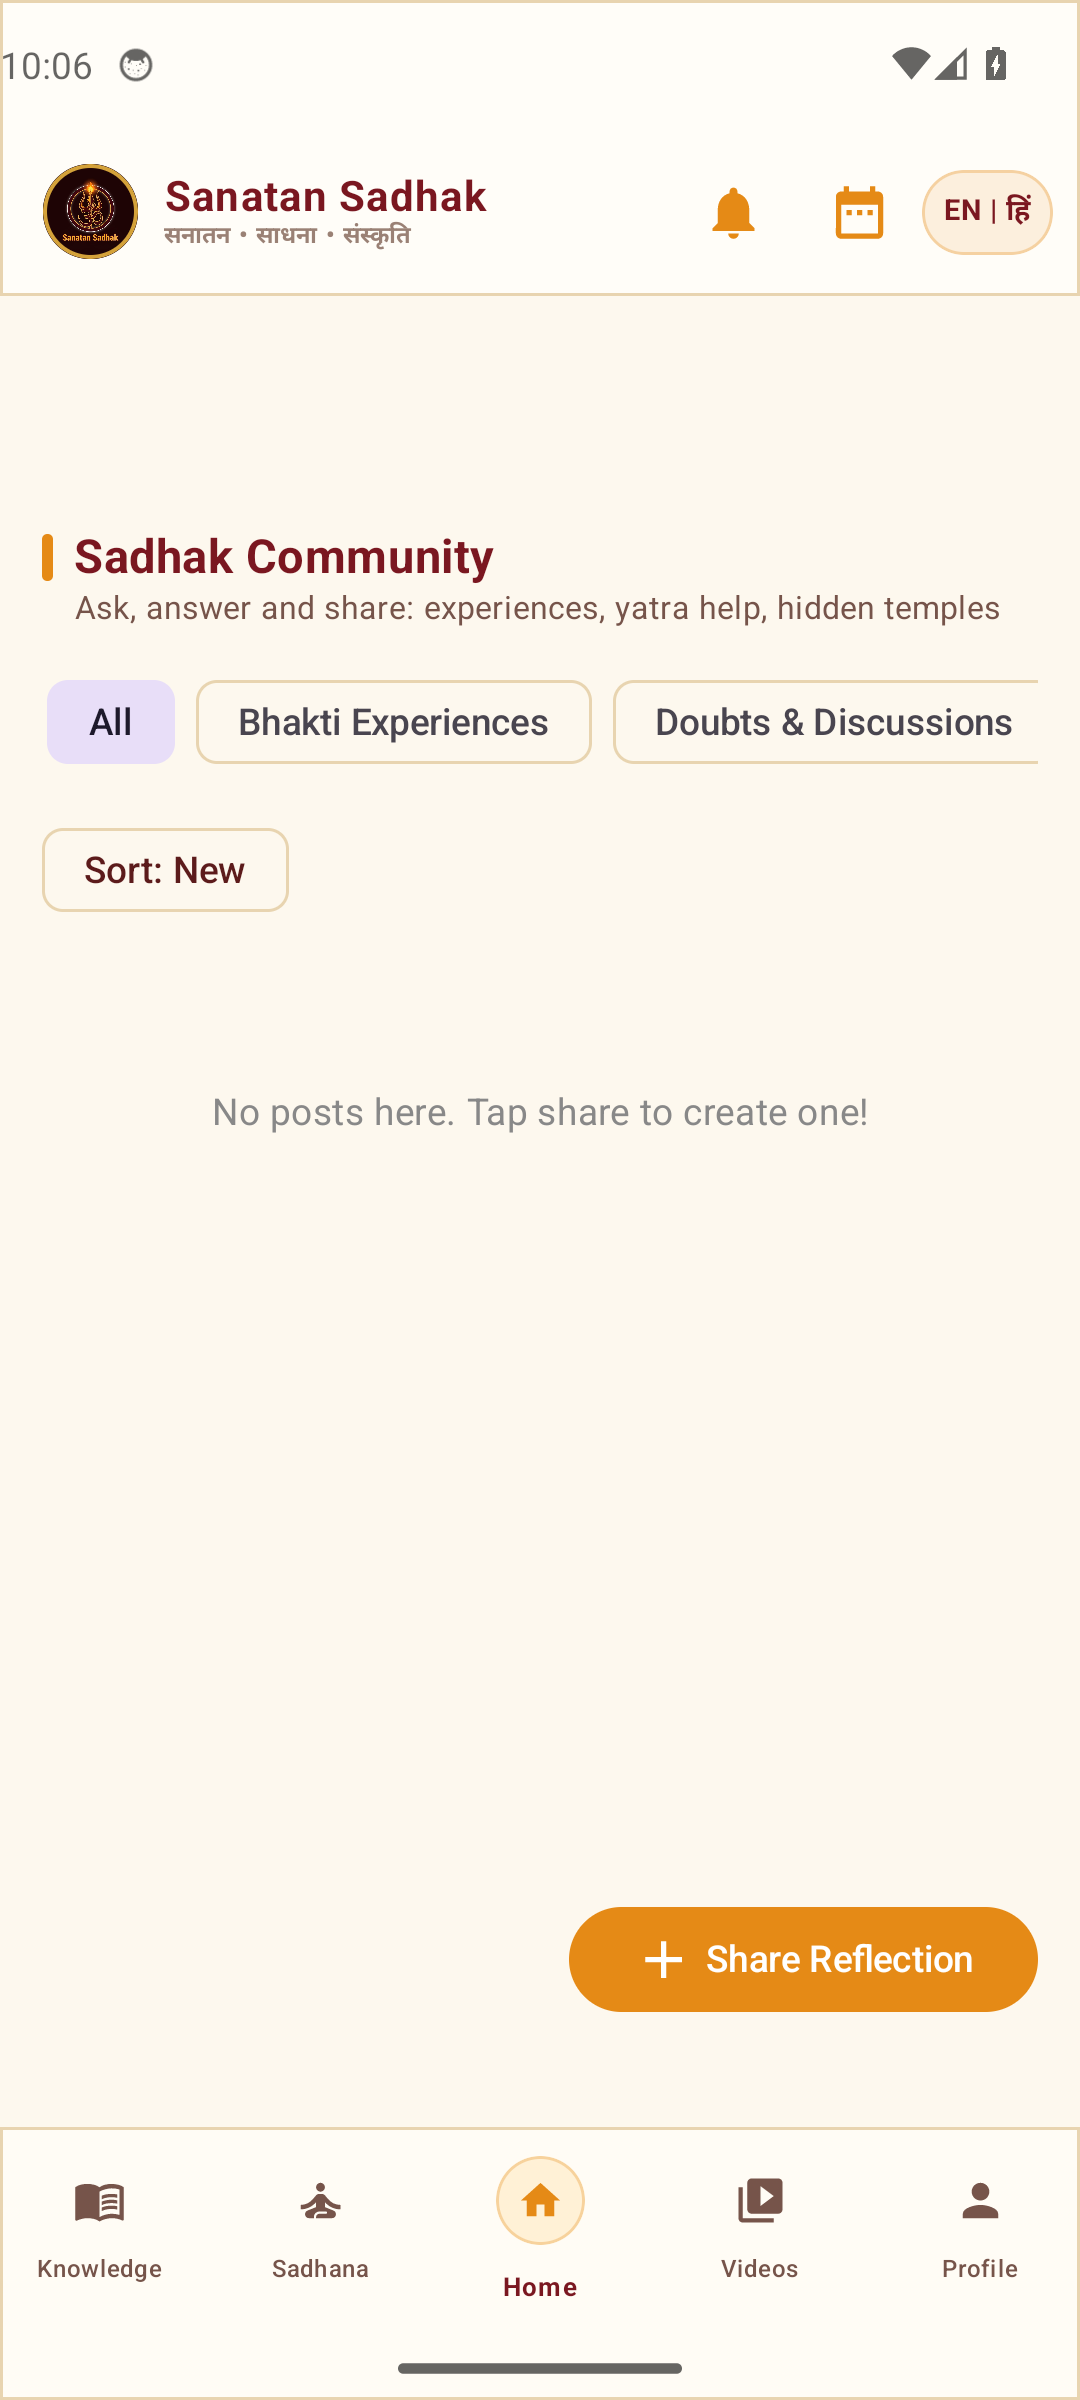 10:06
Sanatan Sadhak
सनातन • साधना • संस्कृति
Sanatan Sadhak
EN | हिं
Sadhak Community
Ask, answer and share: experiences, yatra help, hidden temples
All
Bhakti Experiences
Doubts & Discussions
Sort: New
No posts here. Tap share to create one!
+ Share Reflection
Knowledge
Sadhana
Home
Videos
Profile